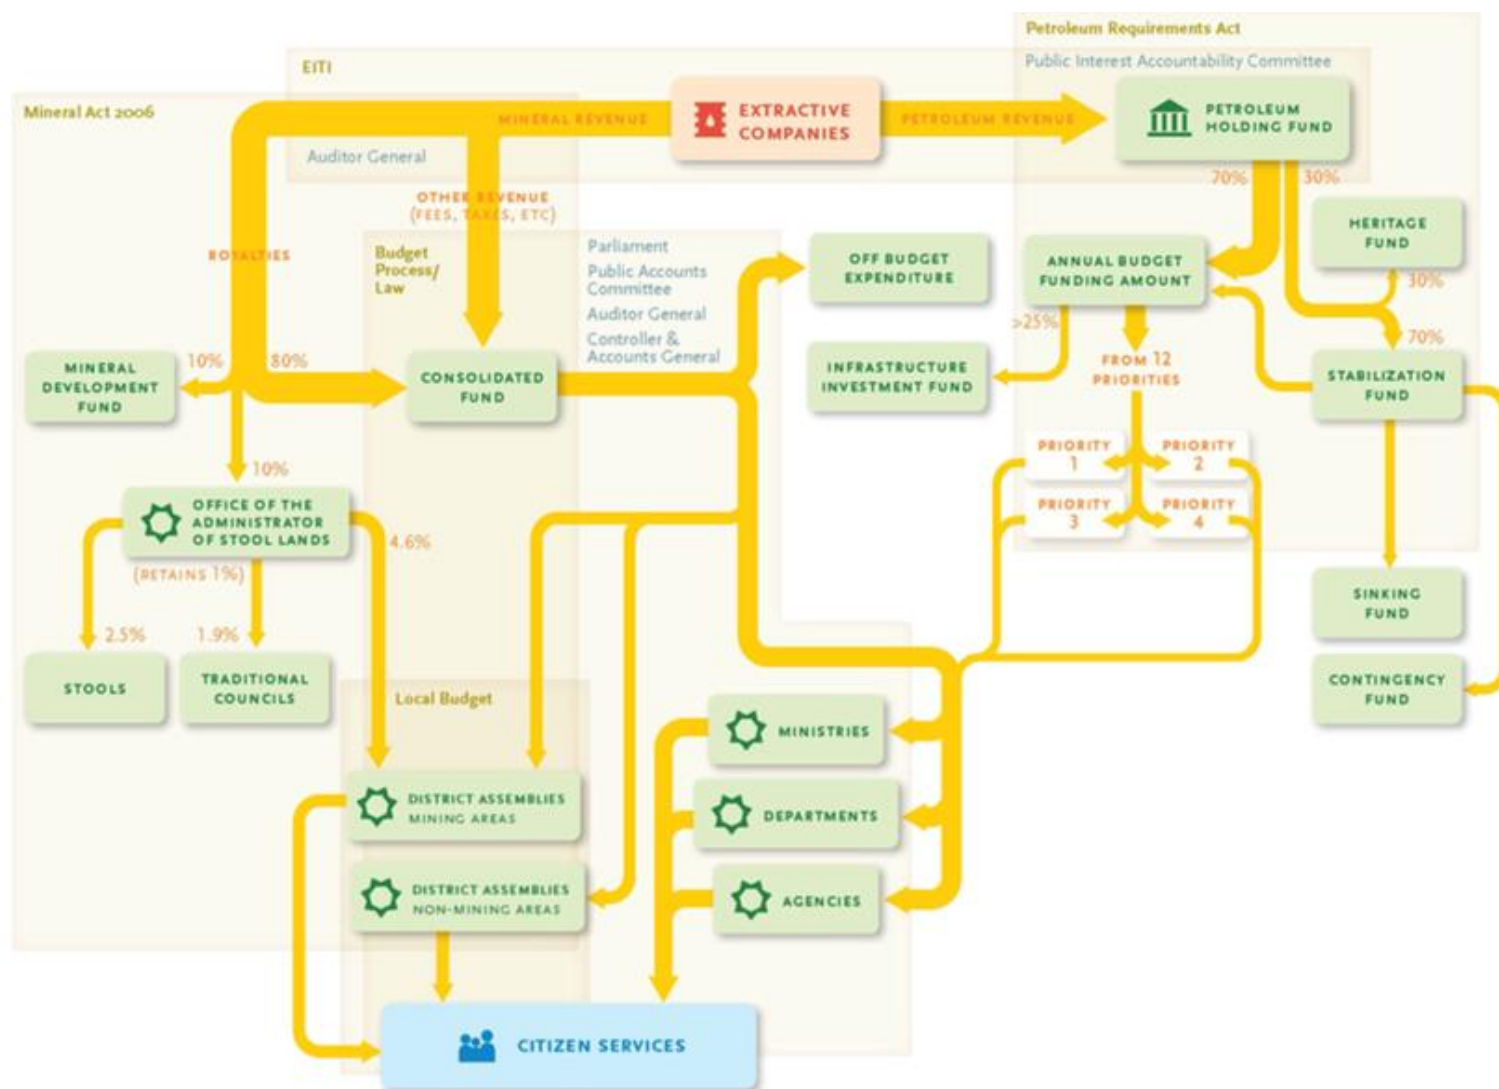 Petroleum Requirements Act
EITI
Public Interest Accountability Committee
Mineral Act 2006
MINERAL REVENUE
EXTRACTIVE
COMPANIES
PETROLEUM REVENUE
PETROLEUM
HOLDING FUND
Auditor General
70%
30%
OTHER REVENUE
(FEES, TAXES, ETC)
ROYALTIES
Budget
Process/
Law
Parliament
Public Accounts
Committee
Auditor General
Controller &
Accounts General
OFF BUDGET
EXPENDITURE
ANNUAL BUDGET
FUNDING AMOUNT
HERITAGE
FUND
30%
>25%
70%
MINERAL
DEVELOPMENT
FUND
10%
80%
CONSOLIDATED
FUND
INFRASTRUCTURE
INVESTMENT FUND
FROM 12
PRIORITIES
STABILIZATION
FUND
10%
PRIORITY
1
PRIORITY
2
PRIORITY
3
PRIORITY
4
OFFICE OF THE
ADMINISTRATOR
OF STOOL LANDS
4.6%
(RETAINS 1%)
2.5%
1.9%
SINKING
FUND
STOOLS
TRADITIONAL
COUNCILS
CONTINGENCY
FUND
Local Budget
MINISTRIES
DISTRICT ASSEMBLIES
MINING AREAS
DEPARTMENTS
DISTRICT ASSEMBLIES
NON-MINING AREAS
AGENCIES
CITIZEN SERVICES